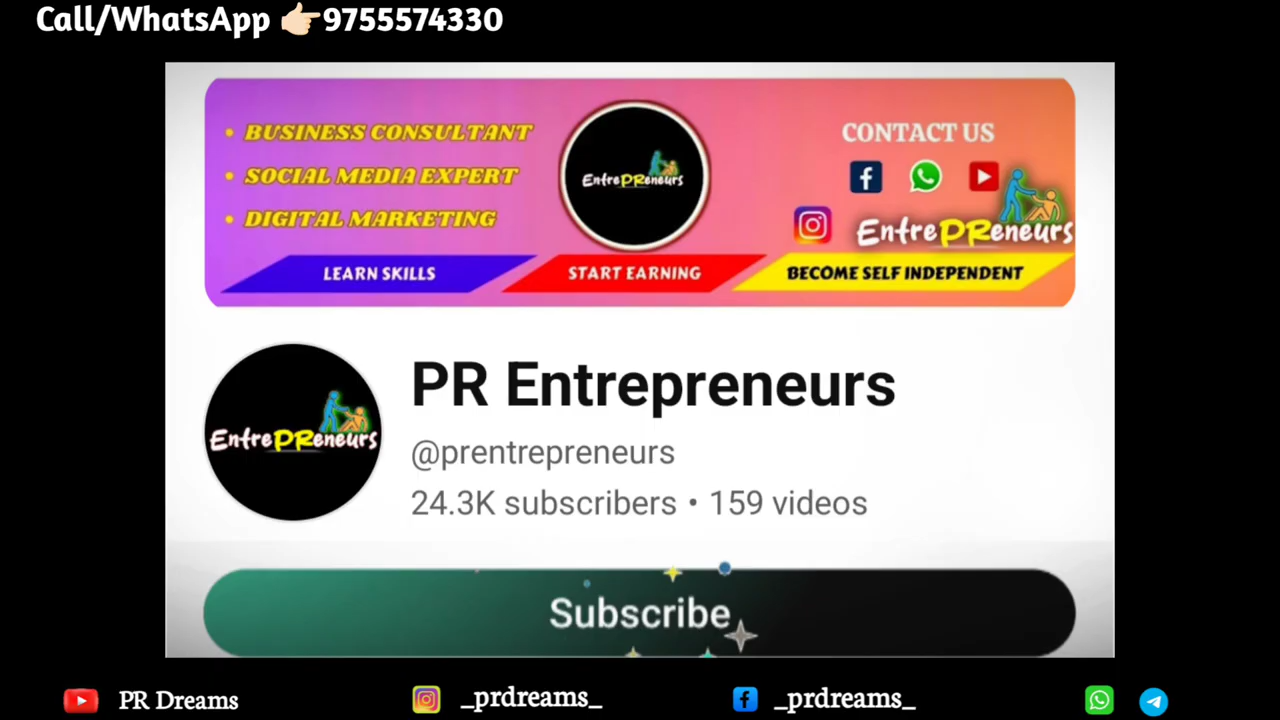 Call/WhatsApp 👉🏻9755574330
• BUSINESS CONSULTANT
• SOCIAL MEDIA EXPERT
• DIGITAL MARKETING
EntrePReneurs
CONTACT US
EntrePReneurs
LEARN SKILLS
START EARNING
BECOME SELF INDEPENDENT
EntrePReneurs
PR Entrepreneurs
@prentrepreneurs
24.3K subscribers • 159 videos
Subscribe
PR Dreams
_prdreams_
_prdreams_